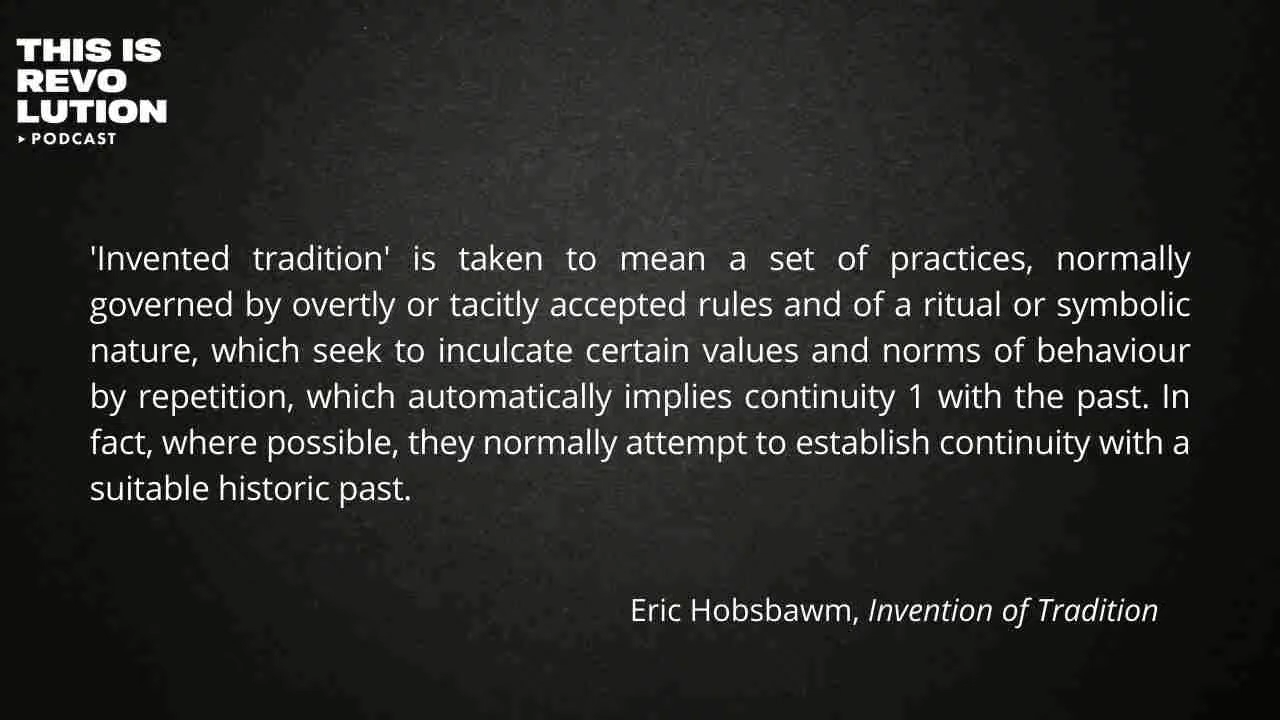 THIS IS
REVO
LUTION
PODCAST
'Invented tradition' is taken to mean a set of practices, normally
governed by overtly or tacitly accepted rules and of a ritual or symbolic
nature, which seek to inculcate certain values and norms of behaviour
by repetition, which automatically implies continuity 1 with the past. In
fact, where possible, they normally attempt to establish continuity with a
suitable historic past.
Eric Hobsbawm, Invention of Tradition